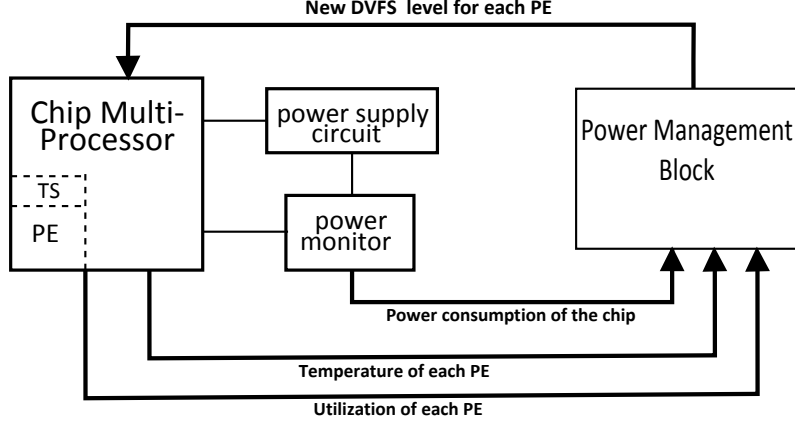 New DVFS level for each PE
Chip Multi-
Processor
power supply
circuit
Power Management
Block
TS
PE
power
monitor
Power consumption of the chip
Temperature of each PE
Utilization of each PE